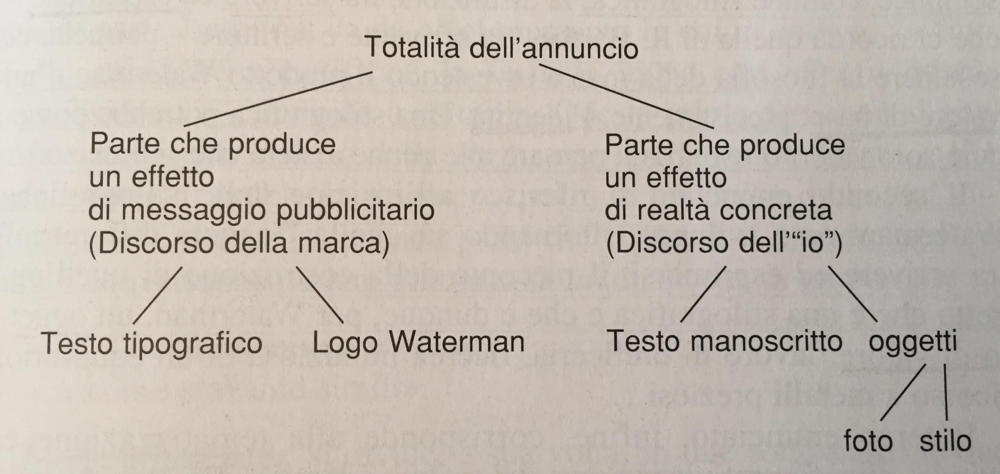 Totalità dell’annuncio
Parte che produce
un effetto
di messaggio pubblicitario
(Discorso della marca)
Parte che produce
un effetto
di realtà concreta
(Discorso dell’“io”)
Testo tipografico
Logo Waterman
Testo manoscritto
oggetti
foto
stilo